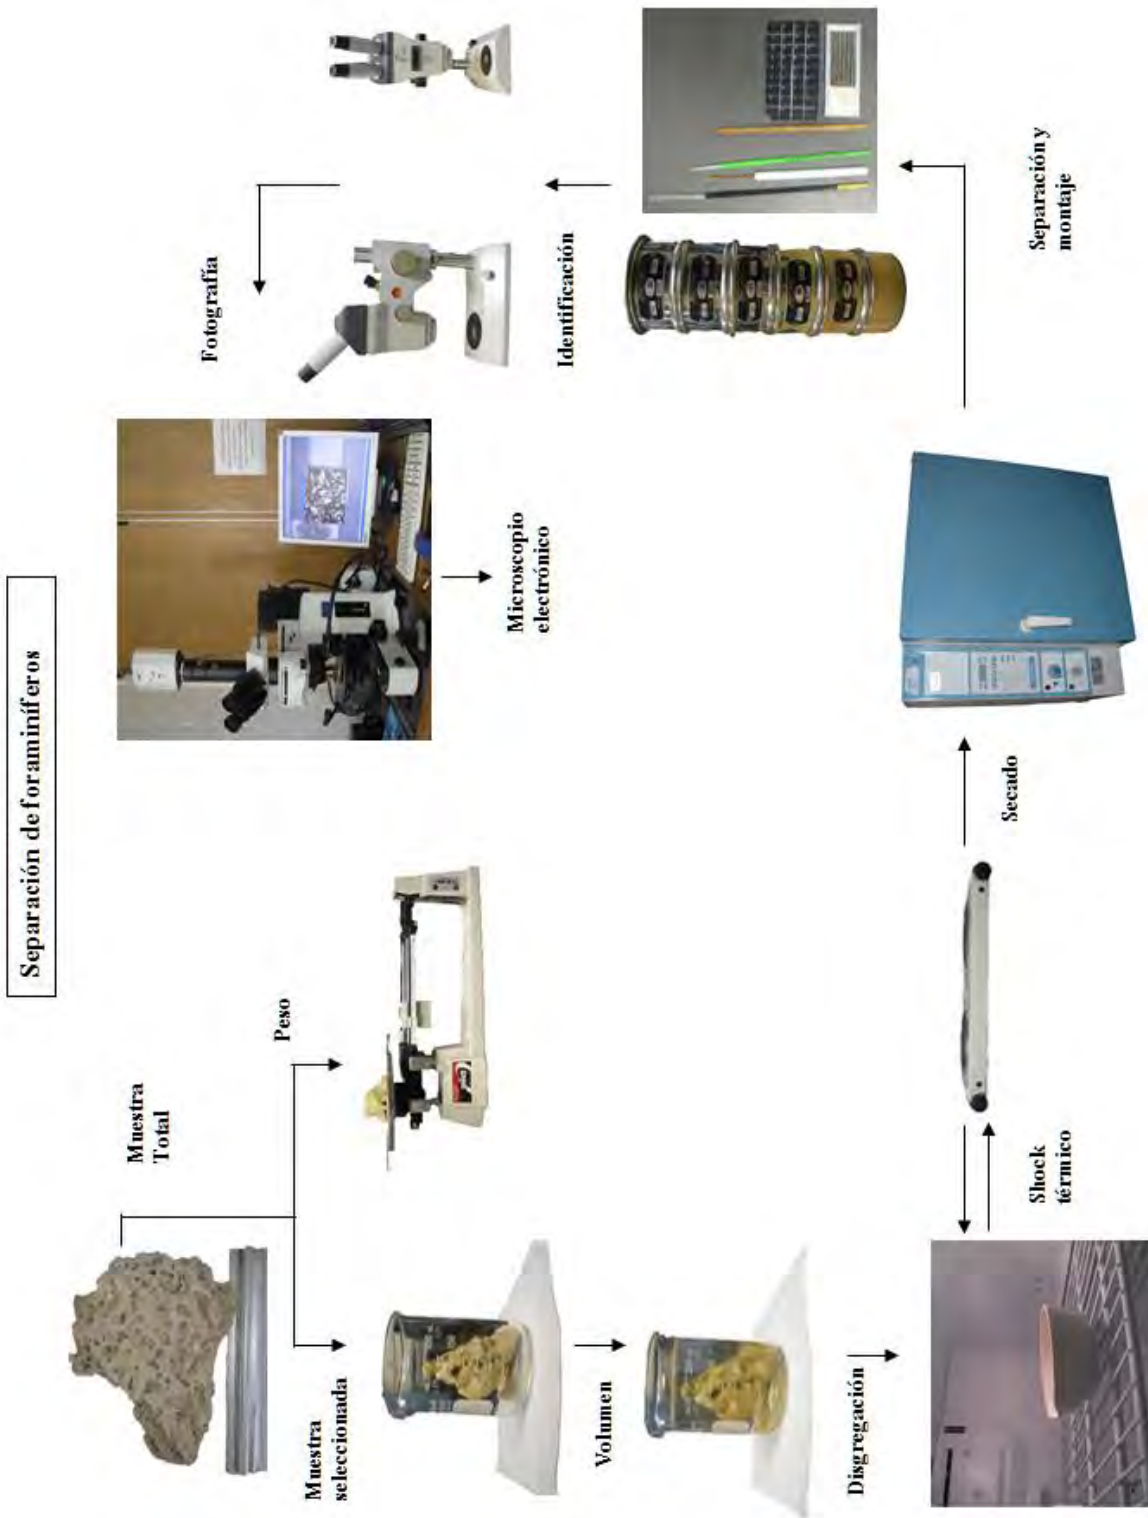 Separación de foraminíferos
Muestra
Total
Peso
Muestra
seleccionada
Volumen
Disgregación
Shock
térmico
Secado
Separación y
montaje
Identificación
Fotografía
Microscopio
electrónico